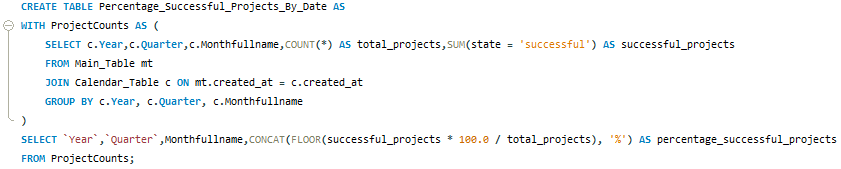 CREATE TABLE Percentage_Successful_Projects_By_Date AS
WITH ProjectCounts AS (
SELECT c.Year,c.Quarter,c.Monthfullname,COUNT(*) AS total_projects,SUM(state = 'successful') AS successful_projects
FROM Main_Table mt
JOIN Calendar_Table c ON mt.created_at = c.created_at
GROUP BY c.Year, c.Quarter, c.Monthfullname
)
SELECT `Year`,`Quarter`,Monthfullname,CONCAT(FLOOR(successful_projects * 100.0 / total_projects), '%') AS percentage_successful_projects
FROM ProjectCounts;